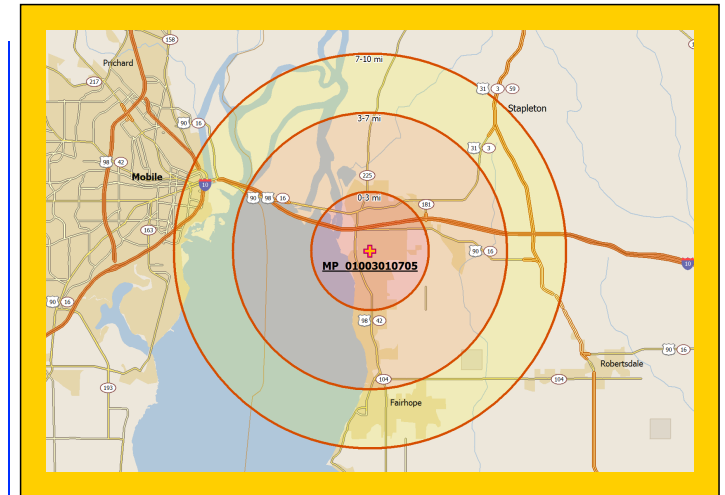 158
7-10 mi
Prichard
217
31 3 59
Stapleton
90 16
3-7 mi
98 42
31 3
Mobile
225
10
0-3 mi
90 98 16
181
163
90 16
MP 01003010705
10
90 16
98 42
90 16
Robertsdale
193
104
104
Fairhope